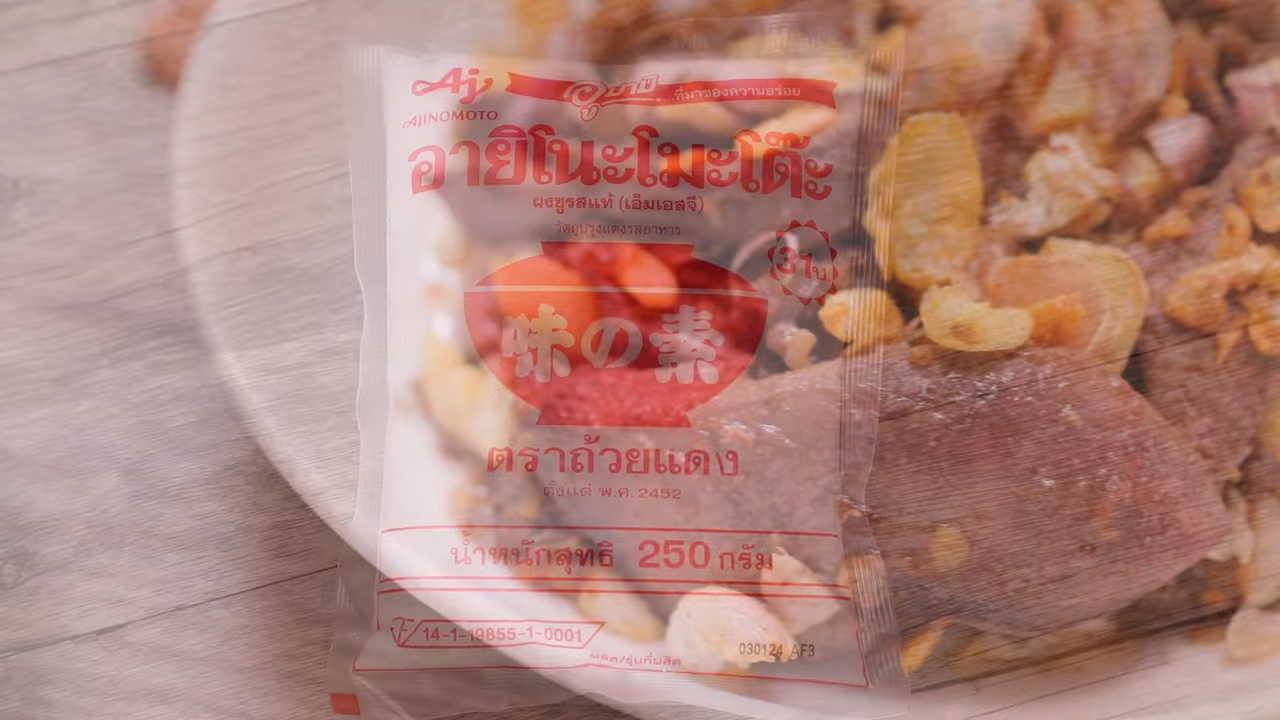 Aj
AJINOMOTO
อูมามิ ...ที่มาของความอร่อย
อายิโนะโมะโต๊ะ
ผงชูรสแท้ (เอ็มเอสจี)
วัตถุปรุงแต่งรสอาหาร
31บ.
味の素
ตราถ้วยแดง
ตั้งแต่ พ.ศ. 2452
น้ำหนักสุทธิ 250 กรัม
14-1-19855-1-0001
030124 AF3
ผลิต/รุ่นที่ผลิต